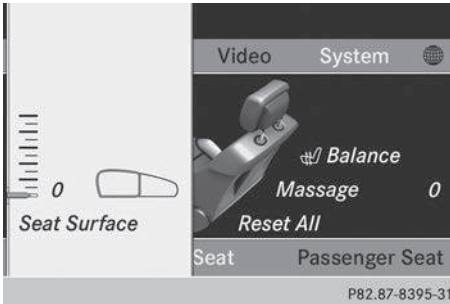 Video System
Balance
0 Massage 0
Seat Surface Reset All
Seat Passenger Seat
P82.87-8395-31